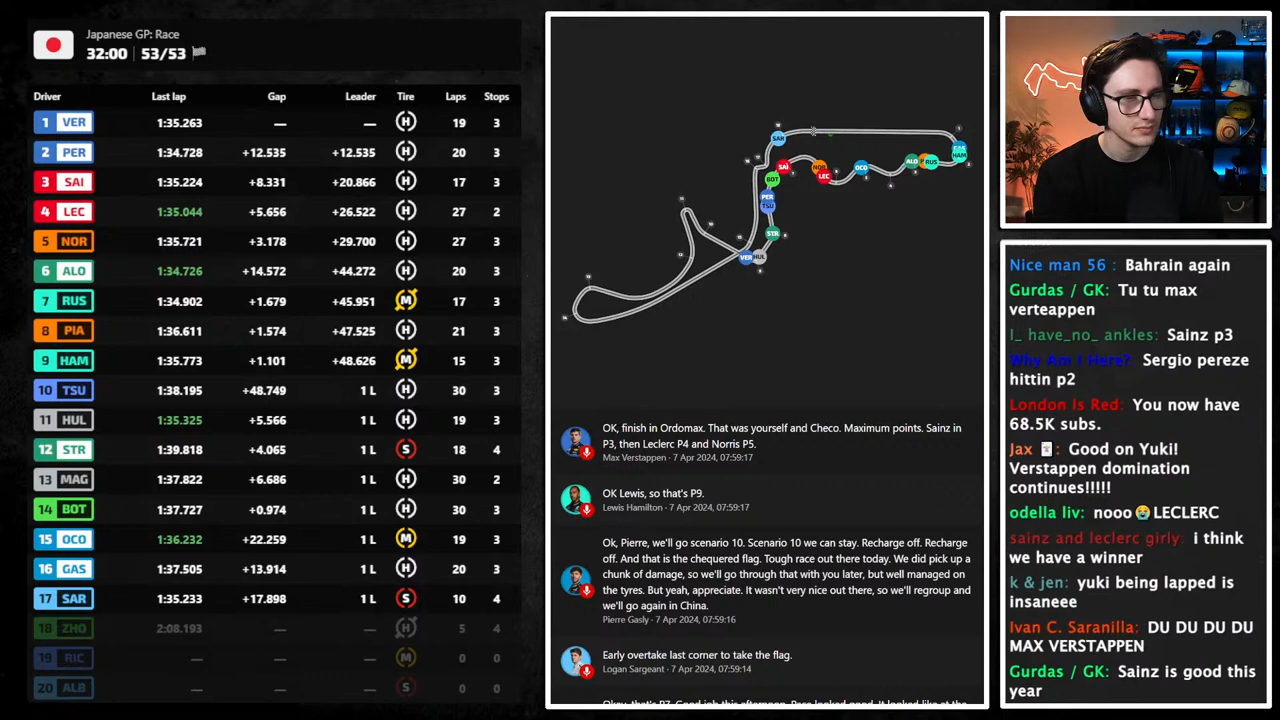 Japanese GP: Race
32:00 53/53
Driver Last lap Gap Leader Tire Laps Stops
1 VER 1:35.263 — — H 19 3
2 PER 1:34.728 +12.535 +12.535 H 20 3
3 SAI 1:35.224 +8.331 +20.866 H 17 3
4 LEC 1:35.044 +5.656 +26.522 H 27 2
5 NOR 1:35.721 +3.178 +29.700 H 27 3
6 ALO 1:34.726 +14.572 +44.272 H 20 3
7 RUS 1:34.902 +1.679 +45.951 M 17 3
8 PIA 1:36.611 +1.574 +47.525 H 21 3
9 HAM 1:35.773 +1.101 +48.626 M 15 3
10 TSU 1:38.195 +48.749 1 L H 30 3
11 HUL 1:35.325 +5.566 1 L H 19 3
12 STR 1:39.818 +4.065 1 L S 18 4
13 MAG 1:37.822 +6.686 1 L H 30 2
14 BOT 1:37.727 +0.974 1 L H 30 3
15 OCO 1:36.232 +22.259 1 L M 19 3
16 GAS 1:37.505 +13.914 1 L H 20 3
17 SAR 1:35.233 +17.898 1 L S 10 4
18 ZHO 2:08.193 — — H 5 4
19 RIC — — — M 0 0
20 ALB — — — S 0 0
SAR
HAM
SAI NOR LEC OCO ALO RUS
BOT
PER
TSU
STR
VER HUL
OK, finish in Ordomax. That was yourself and Checo. Maximum points. Sainz in
P3, then Leclerc P4 and Norris P5.
Max Verstappen · 7 Apr 2024, 07:59:17
OK Lewis, so that's P9.
Lewis Hamilton · 7 Apr 2024, 07:59:17
Ok, Pierre, we'll go scenario 10. Scenario 10 we can stay. Recharge off. Recharge
off. And that is the chequered flag. Tough race out there today. We did pick up a
chunk of damage, so we'll go through that with you later, but well managed on
the tyres. But yeah, appreciate. It wasn't very nice out there, so we'll regroup and
we'll go again in China.
Pierre Gasly · 7 Apr 2024, 07:59:16
Early overtake last corner to take the flag.
Logan Sargeant · 7 Apr 2024, 07:59:14
Nice man 56 : Bahrain again
Gurdas / GK: Tu tu max
verteappen
I_ have_no_ ankles: Sainz p3
Why Am I Here?: Sergio pereze
hittin p2
London Is Red: You now have
68.5K subs.
Jax 🃏: Good on Yuki!
Verstappen domination
continues!!!!!
odella liv: nooo😭LECLERC
sainz and leclerc girly: i think
we have a winner
k & jen: yuki being lapped is
insaneee
Ivan C. Saranilla: DU DU DU DU
MAX VERSTAPPEN
Gurdas / GK: Sainz is good this
year